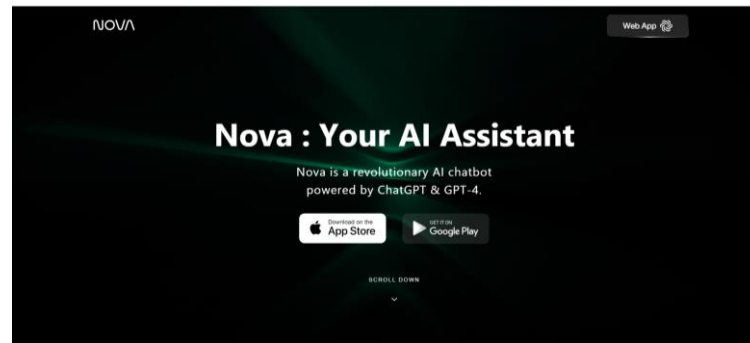 NOVA
Web App
Nova : Your AI Assistant
Nova is a revolutionary AI chatbot
powered by ChatGPT & GPT-4.
Download on the
App Store
GET IT ON
Google Play
SCROLL DOWN